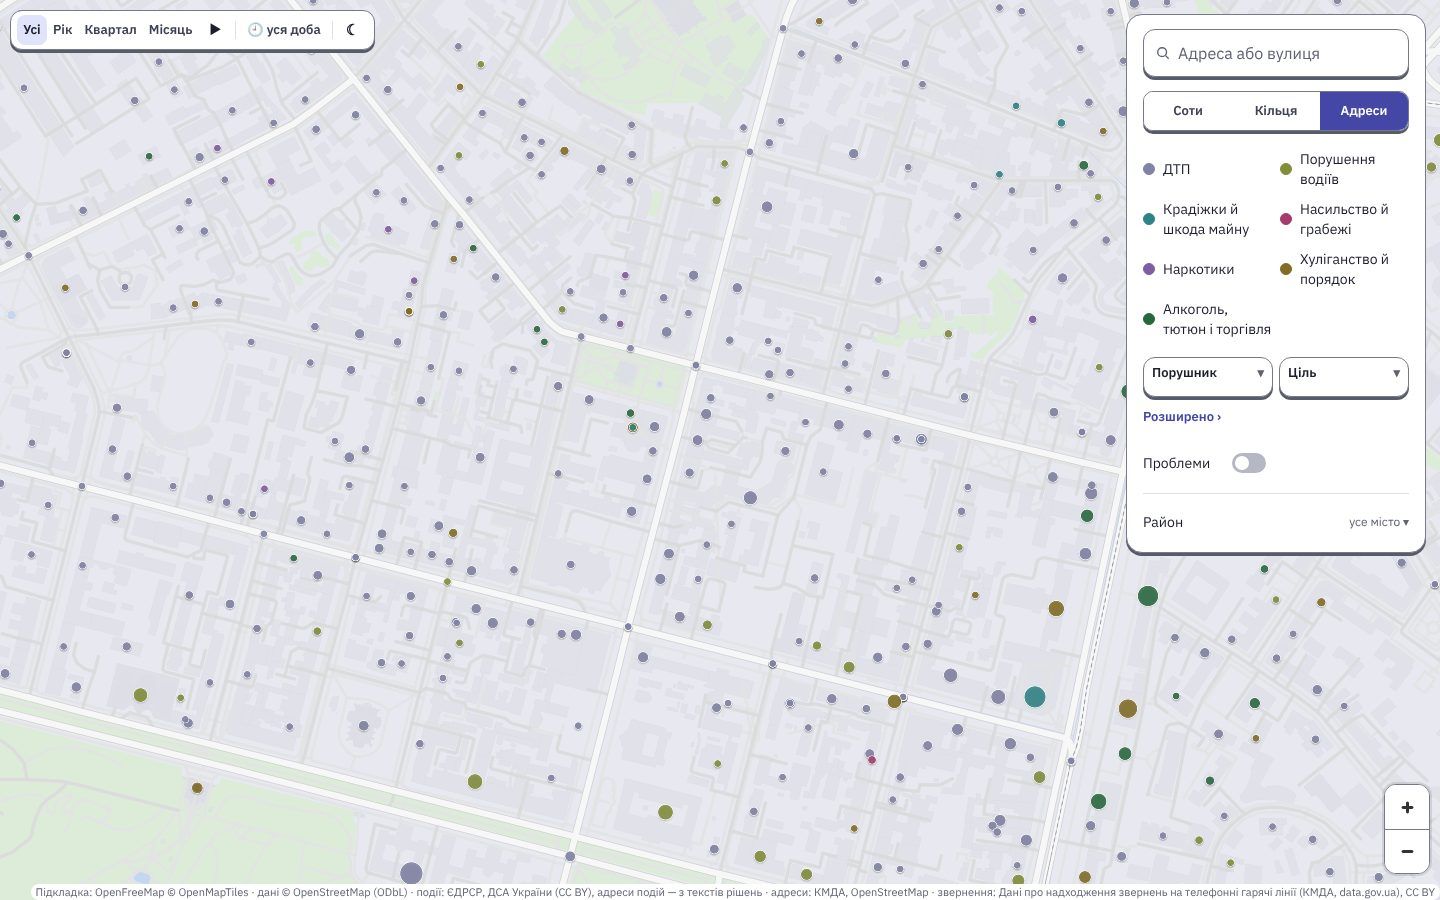 Усі Рік Квартал Місяць ▶ 🕘 уся доба ☾
Адреса або вулиця
Соти Кільця Адреси
ДТП
Порушення
водіїв
Крадіжки й
шкода майну
Насильство й
грабежі
Наркотики
Хуліганство й
порядок
Алкоголь,
тютюн і торгівля
Порушник ▾ Ціль ▾
Розширено ›
Проблеми
Район усе місто ▾
+
−
Підкладка: OpenFreeMap © OpenMapTiles · дані © OpenStreetMap (ODbL) · події: ЄДРСР, ДСА України (CC BY), адреси подій — з текстів рішень · адреси: КМДА, OpenStreetMap · звернення: Дані про надходження звернень на телефонні гарячі лінії (КМДА, data.gov.ua), CC BY